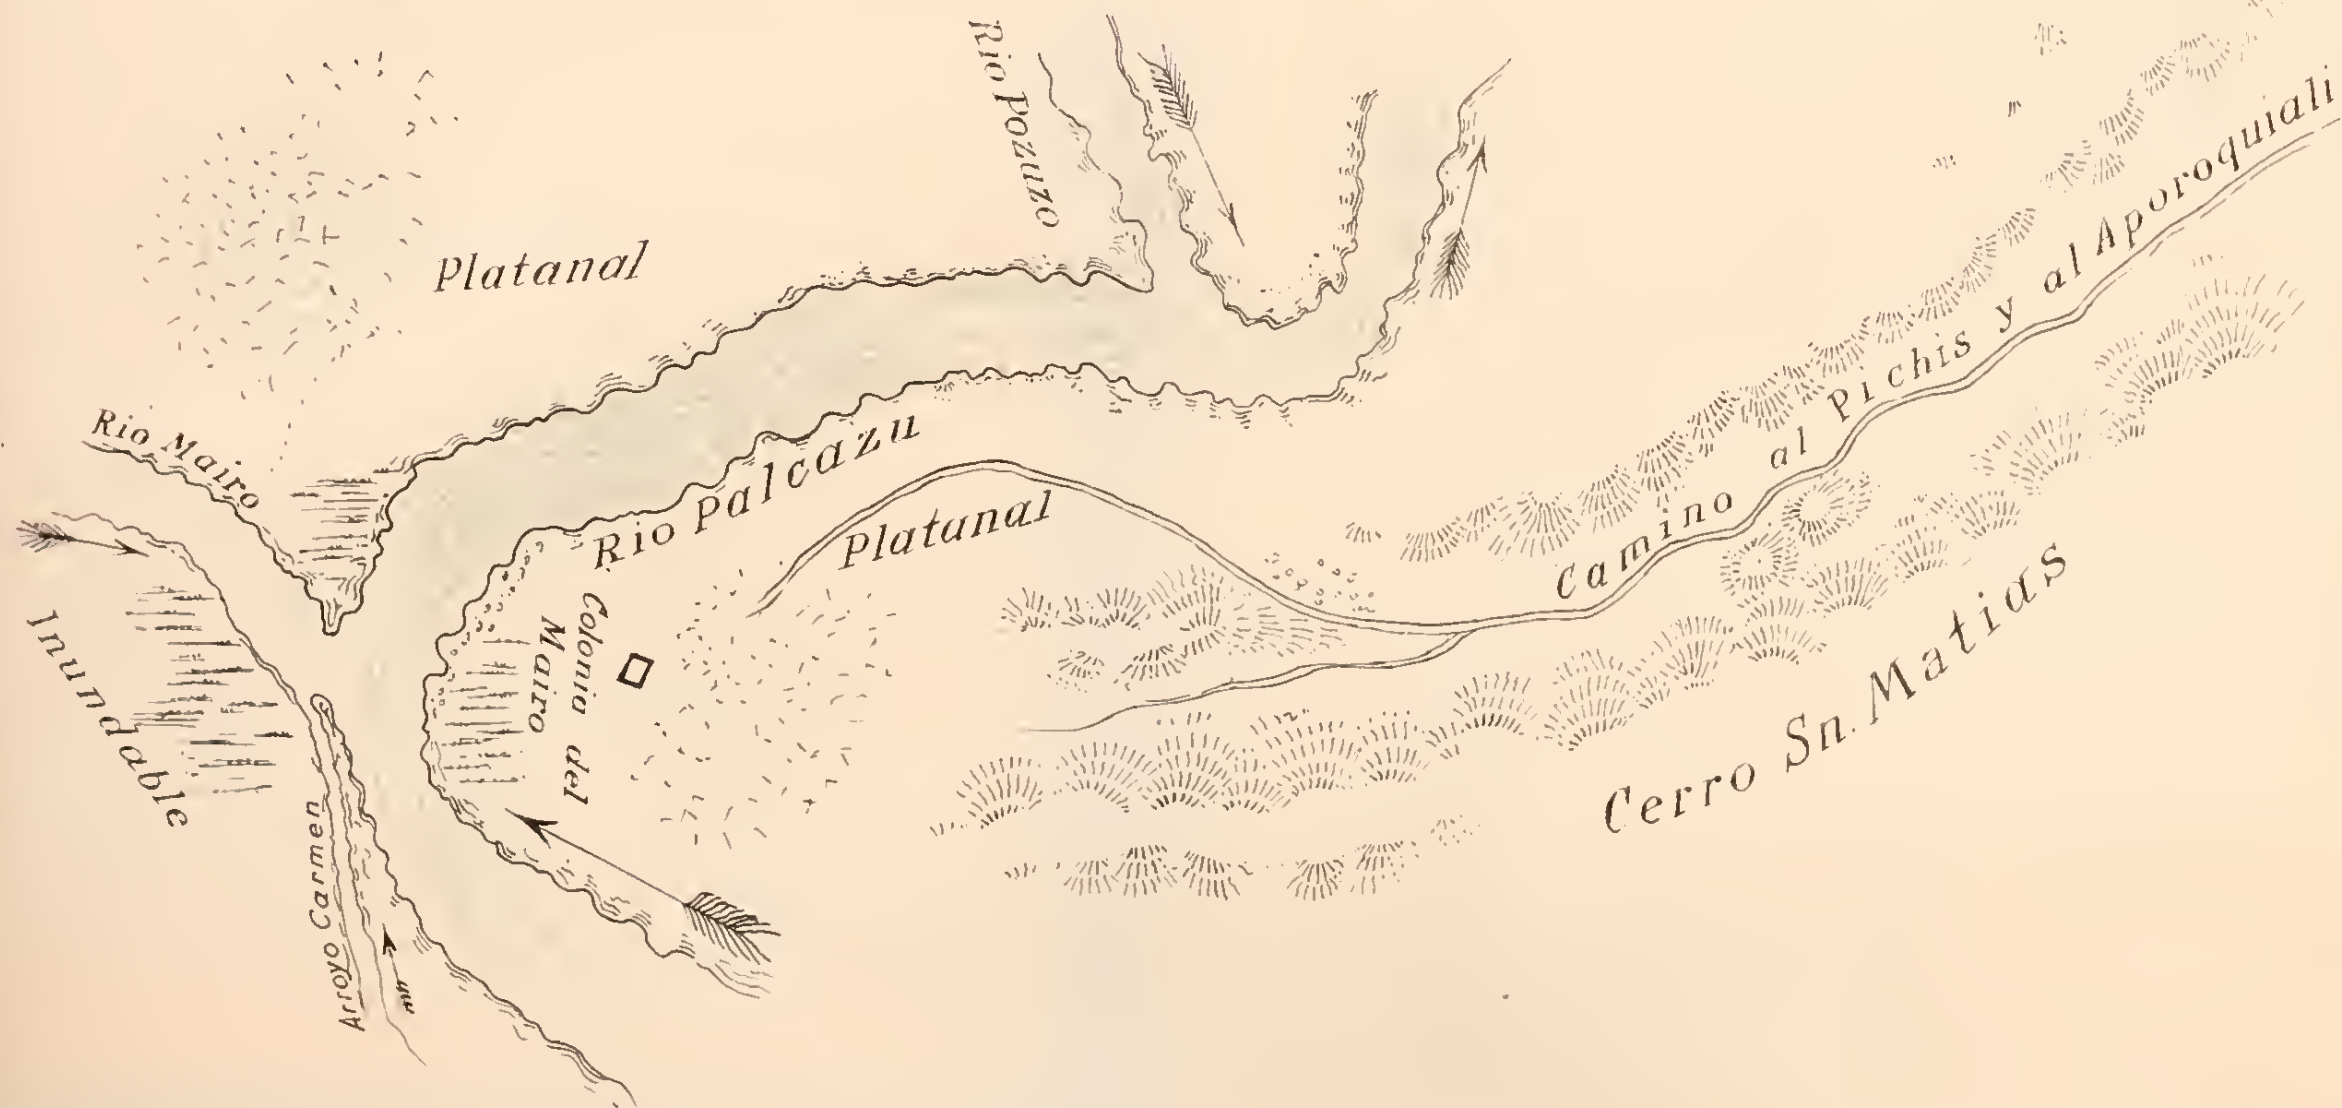 Rio Pozuzo
Platanal
Rio Mairo
Rio Palcazu
Platanal
Camino al Pichis y al Aporoquiali
Colonia del
Mairo
Inundable
Cerro Sn. Matias
Arroyo Carmen